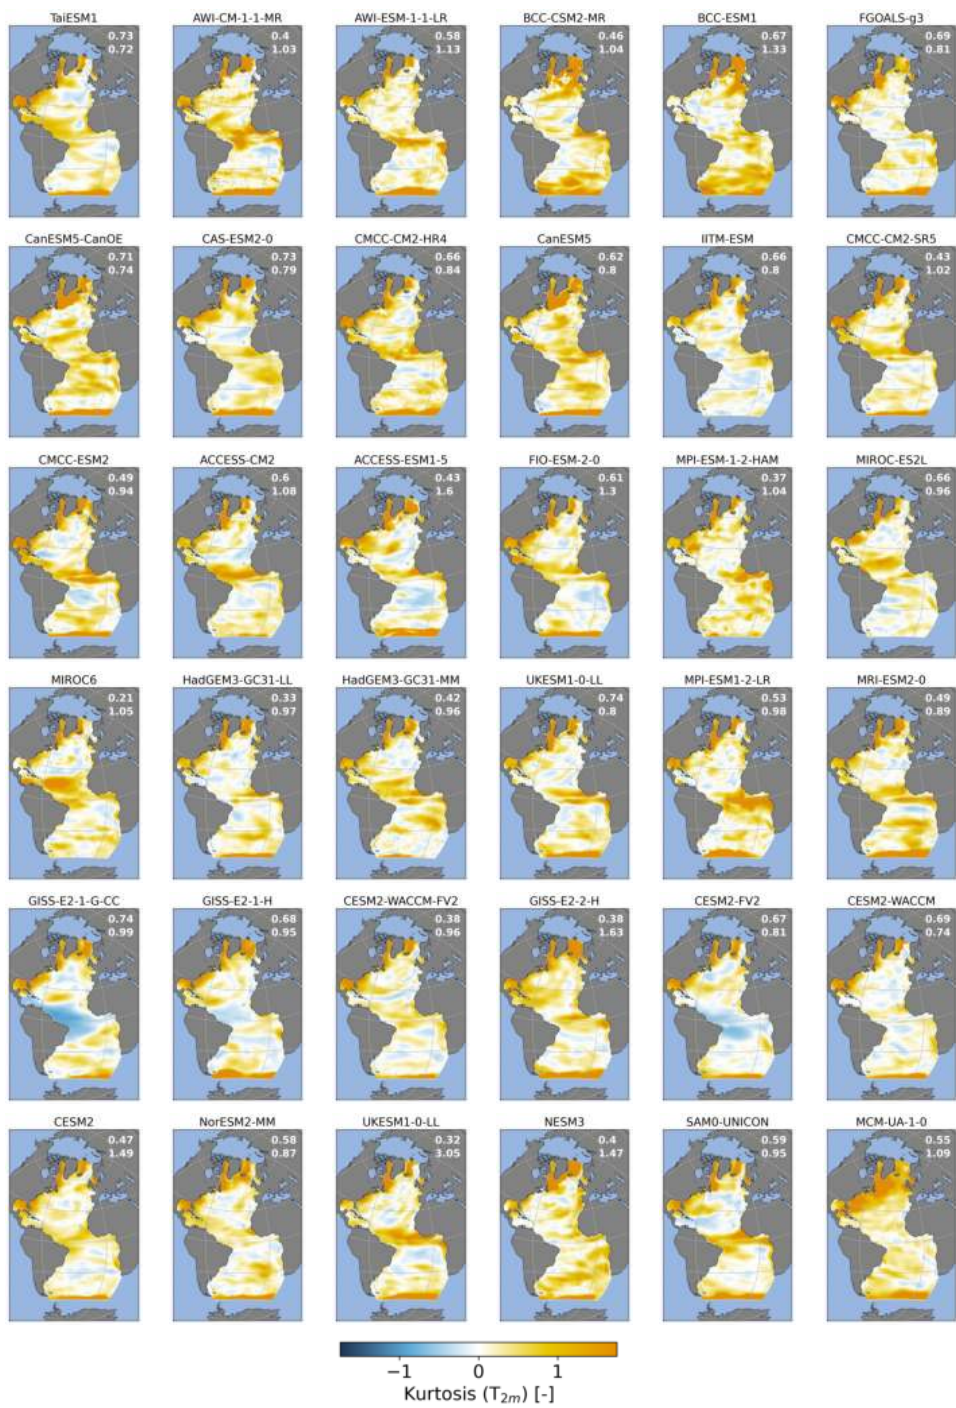 TaiESM1 AWI-CM-1-1-MR AWI-ESM-1-1-LR BCC-CSM2-MR BCC-ESM1 FGOALS-g3
0.73 0.4 0.58 0.46 0.67 0.69
0.72 1.03 1.13 1.04 1.33 0.81
CanESM5-CanOE CAS-ESM2-0 CMCC-CM2-HR4 CanESM5 IITM-ESM CMCC-CM2-SR5
0.71 0.73 0.66 0.62 0.66 0.43
0.74 0.79 0.84 0.8 0.8 1.02
CMCC-ESM2 ACCESS-CM2 ACCESS-ESM1-5 FIO-ESM-2-0 MPI-ESM-1-2-HAM MIROC-ES2L
0.49 0.6 0.43 0.61 0.37 0.66
0.94 1.08 1.6 1.3 1.04 0.96
MIROC6 HadGEM3-GC31-LL HadGEM3-GC31-MM UKESM1-0-LL MPI-ESM1-2-LR MRI-ESM2-0
0.21 0.33 0.42 0.74 0.53 0.49
1.05 0.97 0.96 0.8 0.98 0.89
GISS-E2-1-G-CC GISS-E2-1-H CESM2-WACCM-FV2 GISS-E2-2-H CESM2-FV2 CESM2-WACCM
0.74 0.68 0.38 0.38 0.67 0.69
0.99 0.95 0.96 1.63 0.81 0.74
CESM2 NorESM2-MM UKESM1-0-LL NESM3 SAM0-UNICON MCM-UA-1-0
0.47 0.58 0.32 0.4 0.59 0.55
1.49 0.87 3.05 1.47 0.95 1.09
−1 0 1
Kurtosis (T2m) [-]